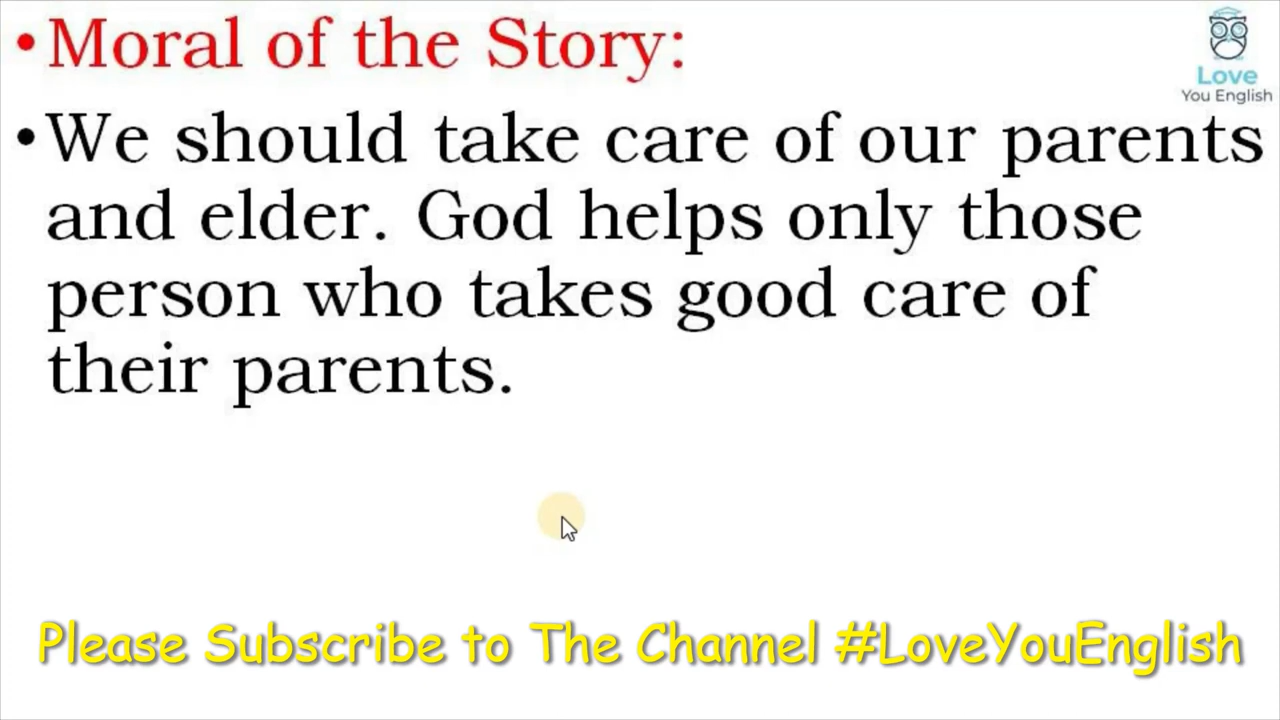 • Moral of the Story:
Love
You English
• We should take care of our parents
and elder. God helps only those
person who takes good care of
their parents.
Please Subscribe to The Channel #LoveYouEnglish